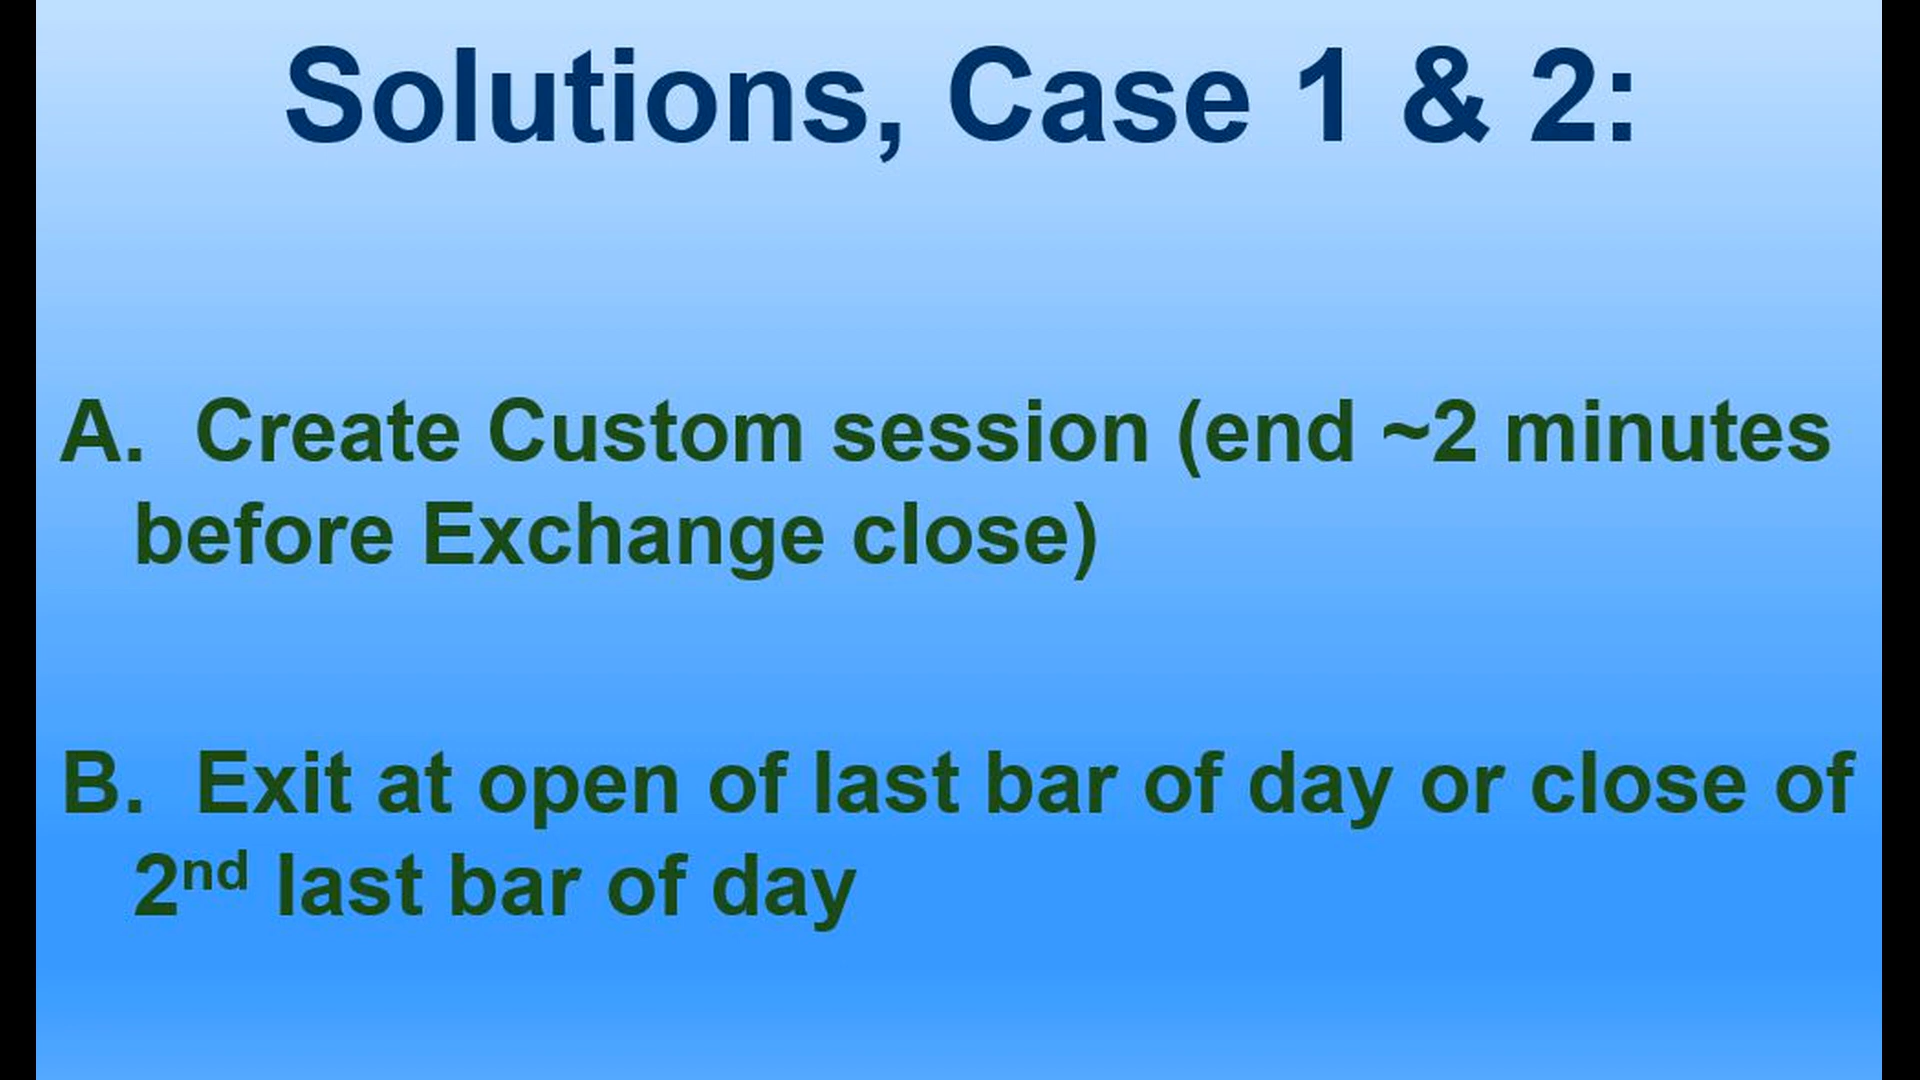 Solutions, Case 1 & 2:
A. Create Custom session (end ~2 minutes
before Exchange close)
B. Exit at open of last bar of day or close of
2nd last bar of day